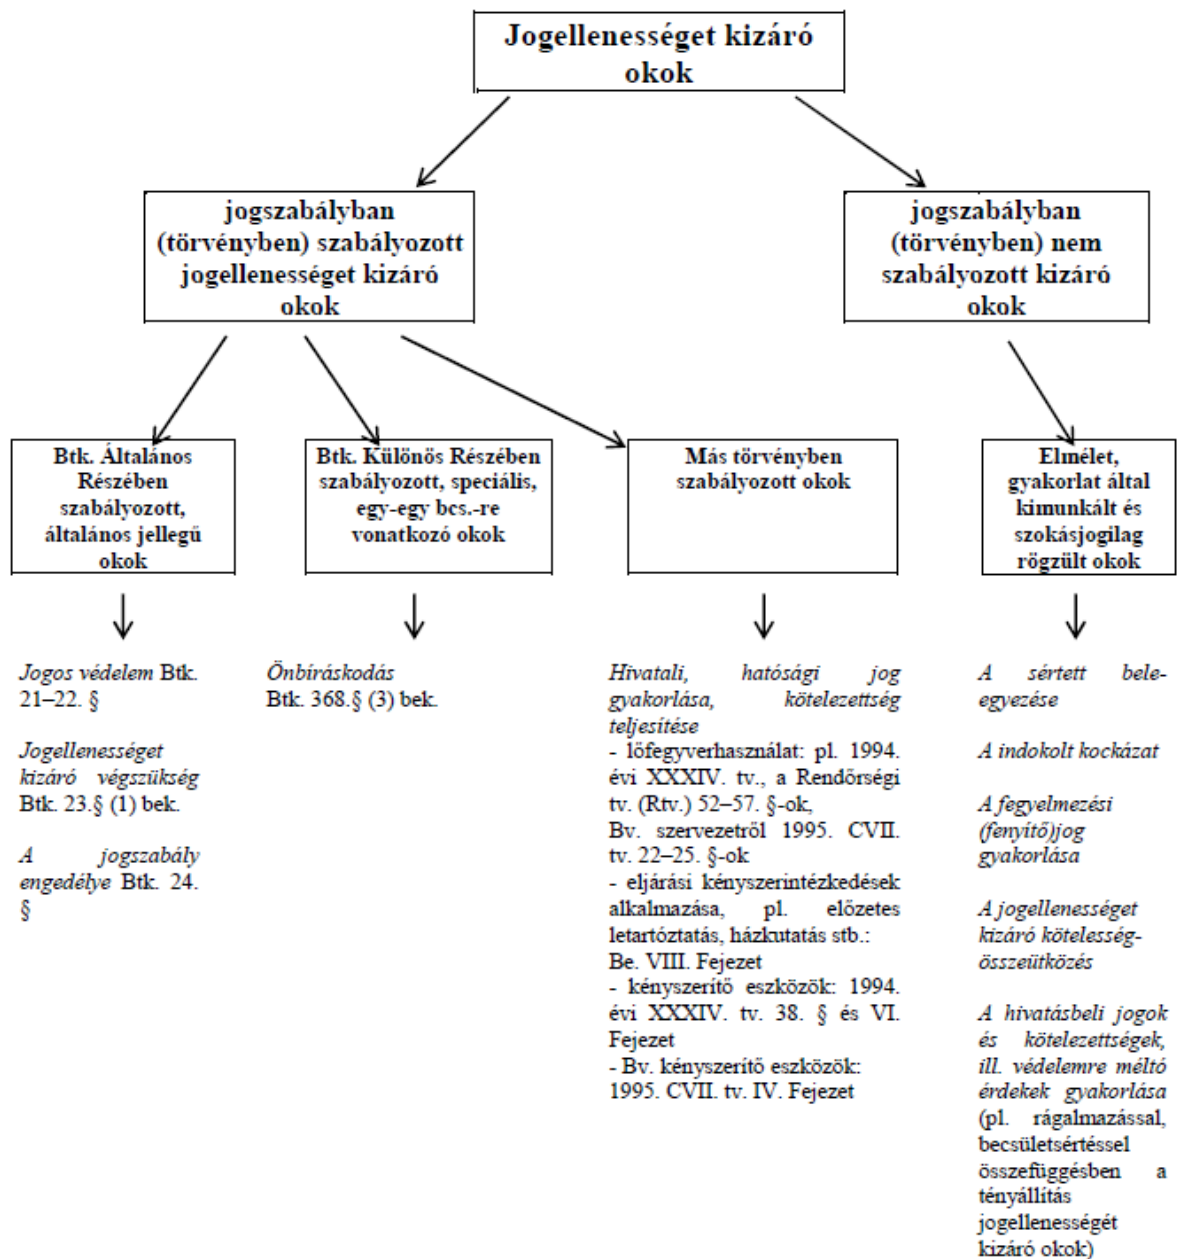 Jogellenességet kizáró
okok
jogszabályban
(törvényben) szabályozott
jogellenességet kizáró
okok
jogszabályban
(törvényben) nem
szabályozott kizáró
okok
Btk. Általános
Részében
szabályozott,
általános jellegű
okok
Btk. Különös Részében
szabályozott, speciális,
egy-egy bcs.-re
vonatkozó okok
Más törvényben
szabályozott okok
Elmélet,
gyakorlat által
kimunkált és
szokásjogilag
rögzült okok
Jogos védelem Btk.
21–22. §
Jogellenességet
kizáró végszükség
Btk. 23.§ (1) bek.
A jogszabály
engedélye Btk. 24.
§
Önbíráskodás
Btk. 368.§ (3) bek.
Hivatali, hatósági jog
gyakorlása, kötelezettség
teljesítése
- lőfegyverhasználat: pl. 1994.
évi XXXIV. tv., a Rendőrségi
tv. (Rtv.) 52–57. §-ok,
Bv. szervezetről 1995. CVII.
tv. 22–25. §-ok
- eljárási kényszerintézkedések
alkalmazása, pl. előzetes
letartóztatás, házkutatás stb.:
Be. VIII. Fejezet
- kényszerítő eszközök: 1994.
évi XXXIV. tv. 38. § és VI.
Fejezet
- Bv. kényszerítő eszközök:
1995. CVII. tv. IV. Fejezet
A sértett bele-
egyezése
A indokolt kockázat
A fegyelmezési
(fenyítő)jog
gyakorlása
A jogellenességet
kizáró kötelesség-
összeütközés
A hivatásbeli jogok
és kötelezettségek,
ill. védelemre méltó
érdekek gyakorlása
(pl. rágalmazással,
becsületsértéssel
összefüggésben a
tényállítás
jogellenességét
kizáró okok)